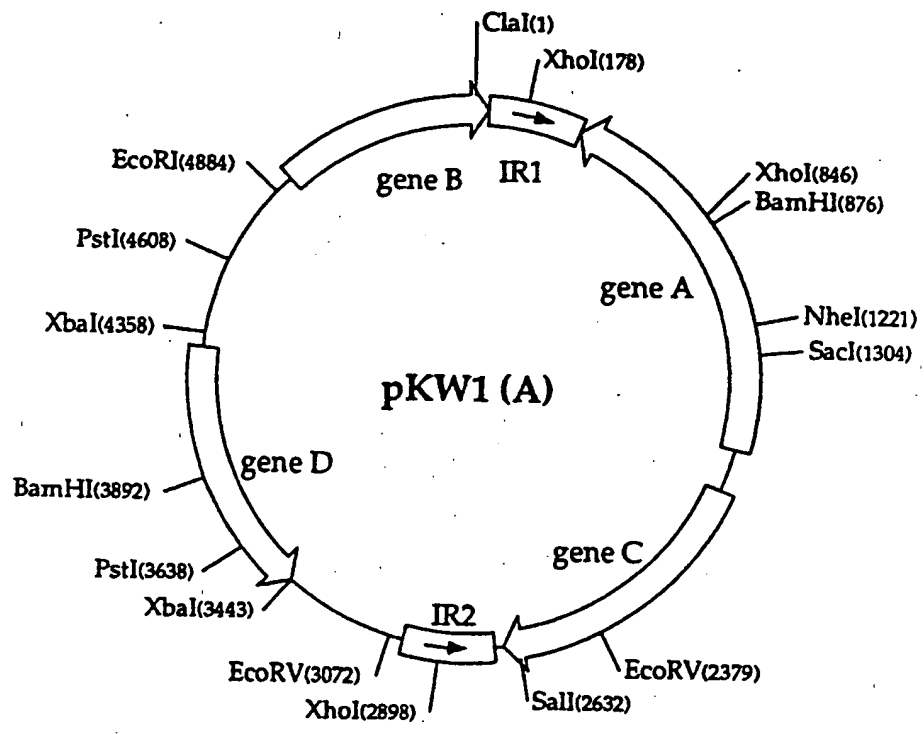 ClaI(1)
XhoI(178)
EcoRI(4884)
gene B
IR1
XhoI(846)
BamHI(876)
PstI(4608)
gene A
XbaI(4358)
NheI(1221)
SacI(1304)
pKW1 (A)
gene D
BamHI(3892)
gene C
PstI(3638)
XbaI(3443)
IR2
EcoRV(3072)
EcoRV(2379)
XhoI(2898)
SalI(2632)